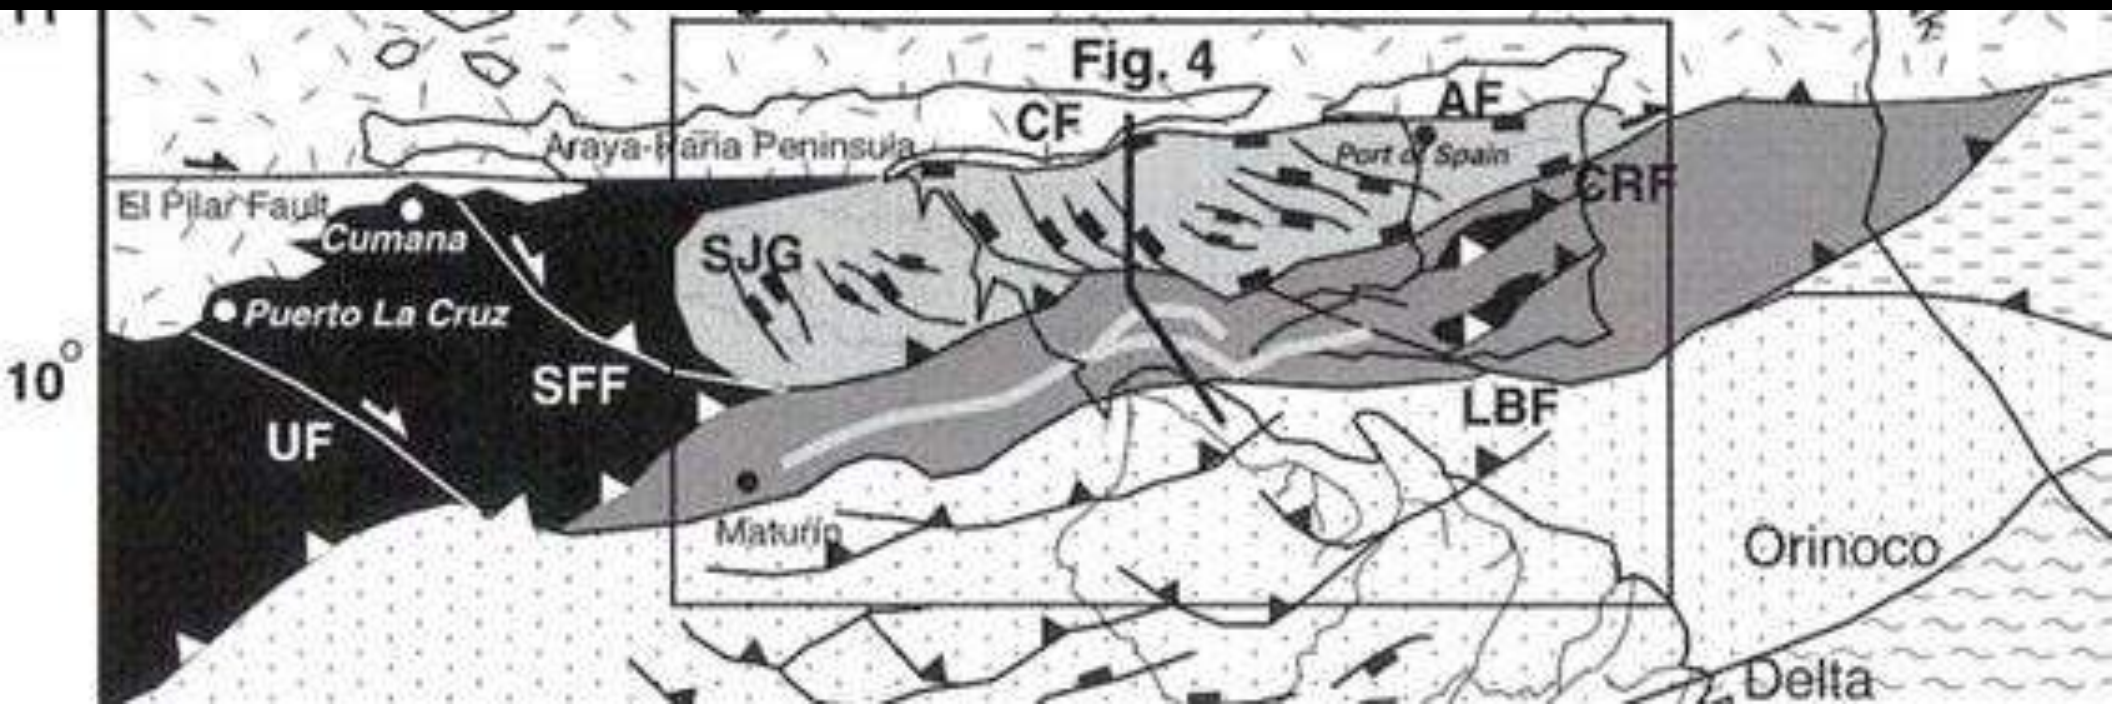 Fig. 4
AF
CF
Araya-Paria Peninsula
Port of Spain
El Pilar Fault
CRF
Cumana
SJG
Puerto La Cruz
10°
SFF
LBF
UF
Maturín
Orinoco
Delta